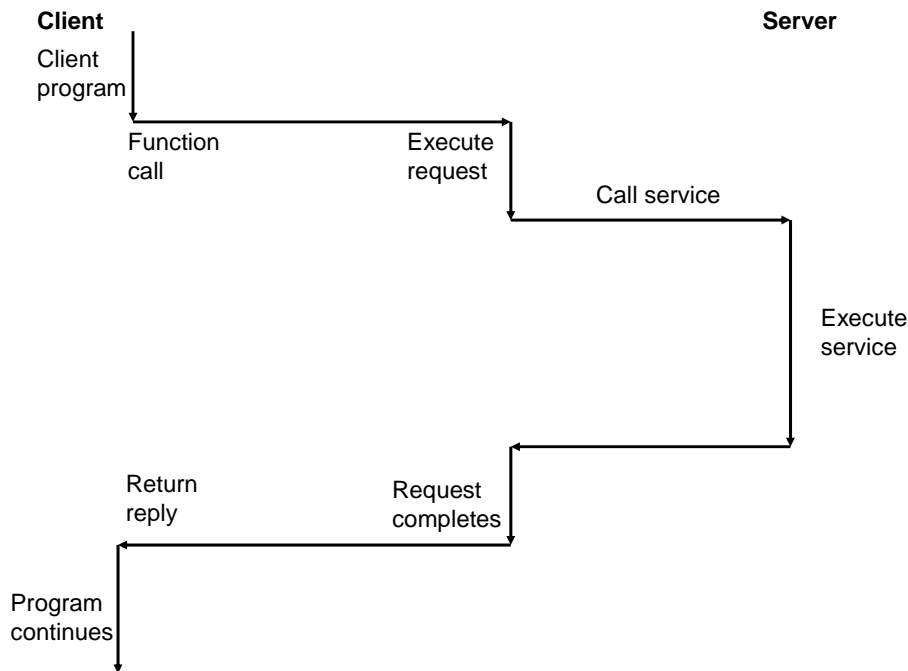 Client
Server
Client
program
Function
call
Execute
request
Call service
Execute
service
Return
reply
Request
completes
Program
continues